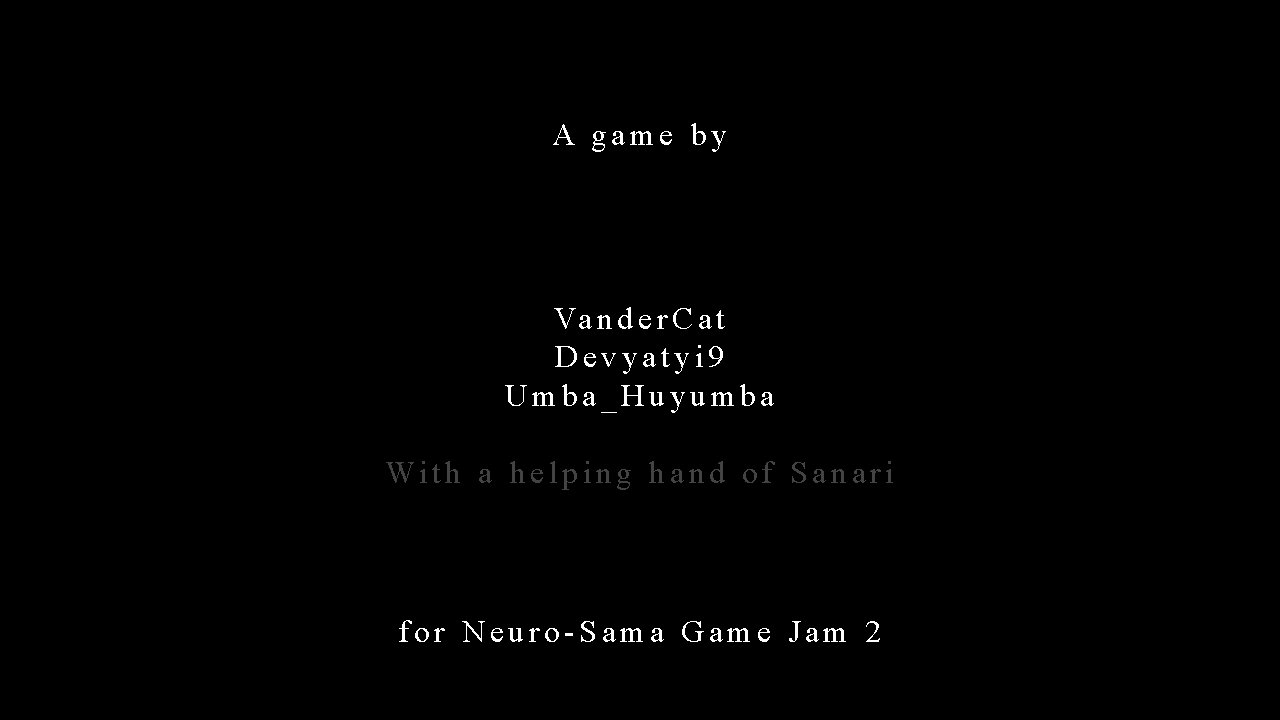 A game by
VanderCat
Devyatyi9
Umba_Huyumba
With a helping hand of Sanari
for Neuro-Sama Game Jam 2